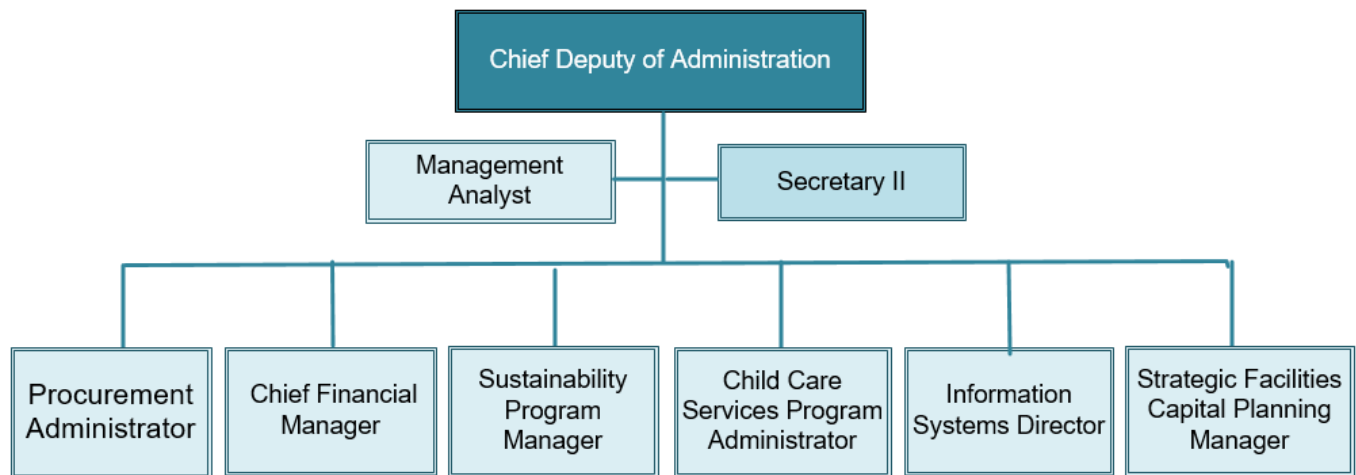 Chief Deputy of Administration
Management
Analyst
Secretary II
Procurement
Administrator
Chief Financial
Manager
Sustainability
Program
Manager
Child Care
Services Program
Administrator
Information
Systems Director
Strategic Facilities
Capital Planning
Manager